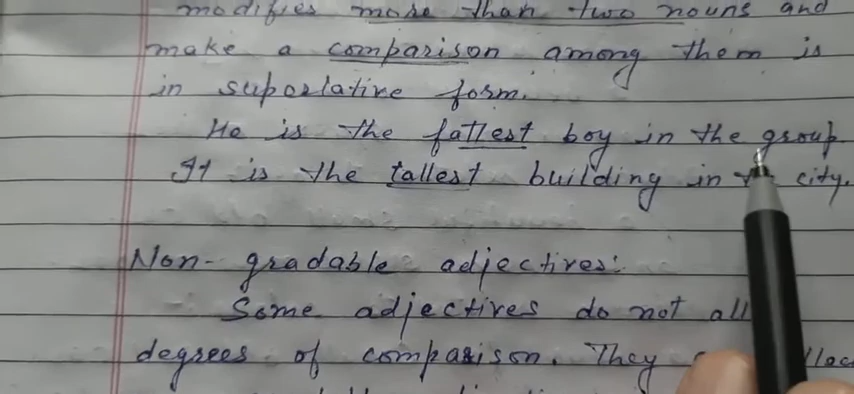 modifies more than two nouns and
make a comparison among them is
in superlative form.
He is the fattest boy in the group
It is the tallest building in the city.
Non-gradable adjectives:
Some adjectives do not all
degrees of comparison. They